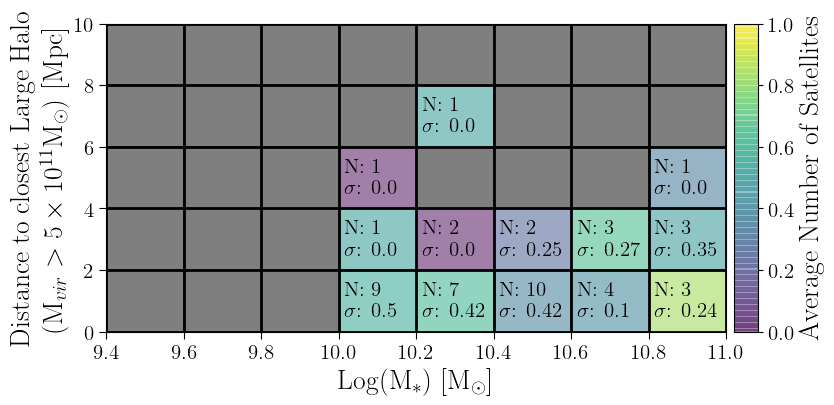 Distance to closest Large Halo
(M_vir > 5 × 10^11 M_⊙) [Mpc]
10
8
6
4
2
0
N: 1
σ: 0.0
N: 1
σ: 0.0
N: 1
σ: 0.0
N: 1
σ: 0.0
N: 2
σ: 0.0
N: 2
σ: 0.25
N: 3
σ: 0.27
N: 3
σ: 0.35
N: 9
σ: 0.5
N: 7
σ: 0.42
N: 10
σ: 0.42
N: 4
σ: 0.1
N: 3
σ: 0.24
9.4 9.6 9.8 10.0 10.2 10.4 10.6 10.8 11.0
Log(M_*) [M_⊙]
1.0
0.8
0.6
0.4
0.2
0.0
Average Number of Satellites